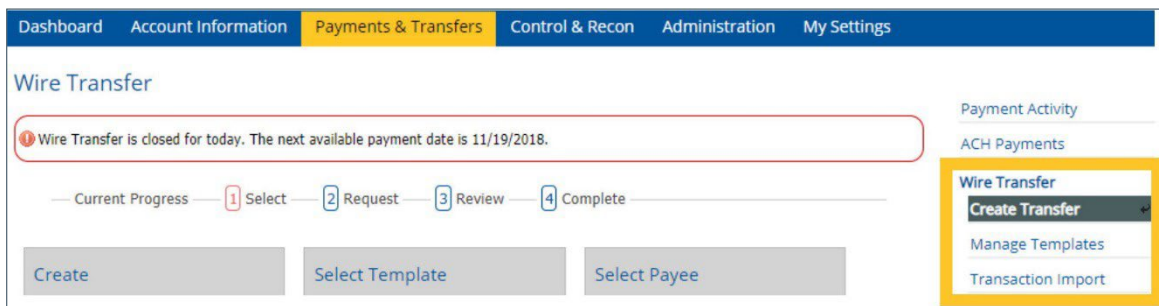 Dashboard Account Information Payments & Transfers Control & Recon Administration My Settings
Wire Transfer
Wire Transfer is closed for today. The next available payment date is 11/19/2018.
Current Progress 1 Select 2 Request 3 Review 4 Complete
Create Select Template Select Payee
Payment Activity
ACH Payments
Wire Transfer
Create Transfer
Manage Templates
Transaction Import